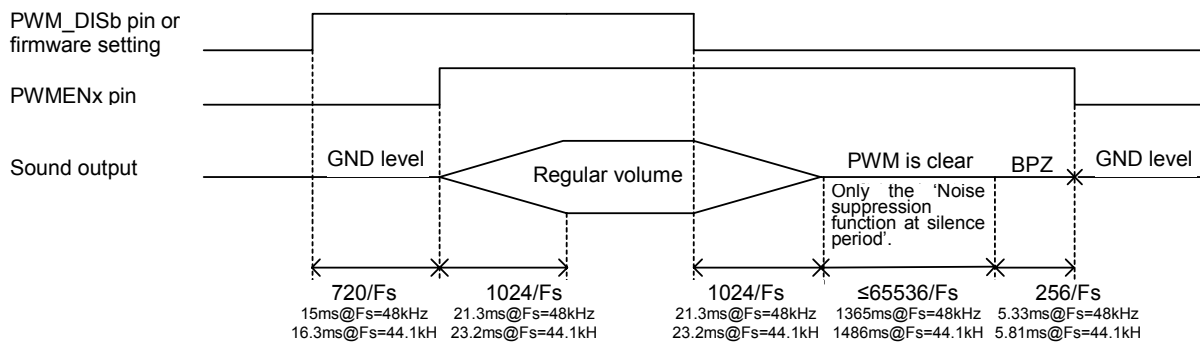 PWM_DISb pin or
firmware setting
PWMENx pin
Sound output
GND level
Regular volume
PWM is clear
BPZ
GND level
Only the 'Noise
suppression
function at silence
period'.
720/Fs
15ms@Fs=48kHz
16.3ms@Fs=44.1kH
1024/Fs
21.3ms@Fs=48kHz
23.2ms@Fs=44.1kH
1024/Fs
21.3ms@Fs=48kHz
23.2ms@Fs=44.1kH
≤65536/Fs
1365ms@Fs=48kHz
1486ms@Fs=44.1kH
256/Fs
5.33ms@Fs=48kHz
5.81ms@Fs=44.1kH